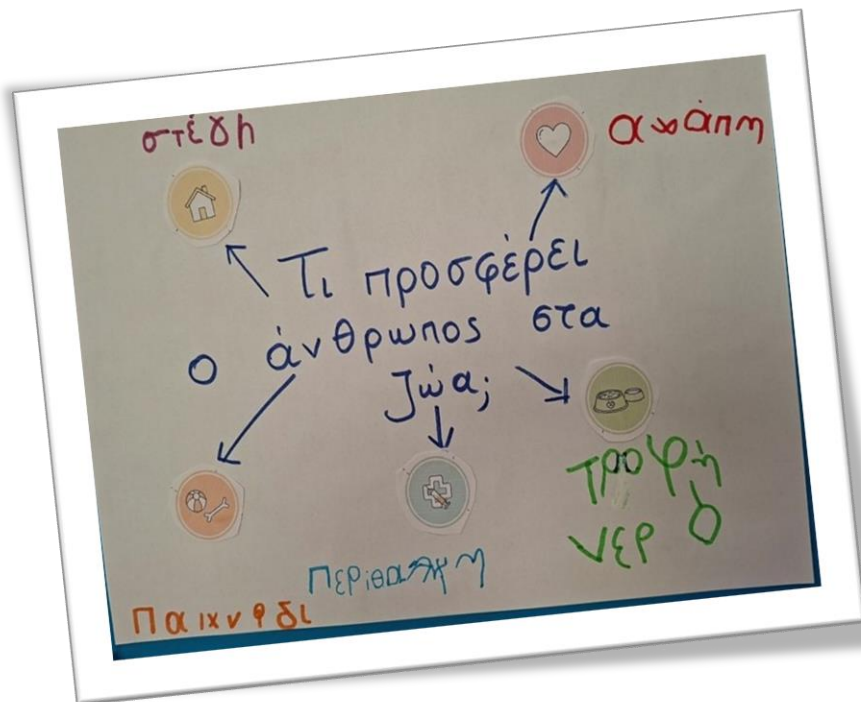 στέγη
αγάπη
Τι προσφέρει
ο άνθρωπος στα
ζώα;
τροφή
νερό
περίθαλψη
Παιχνίδι